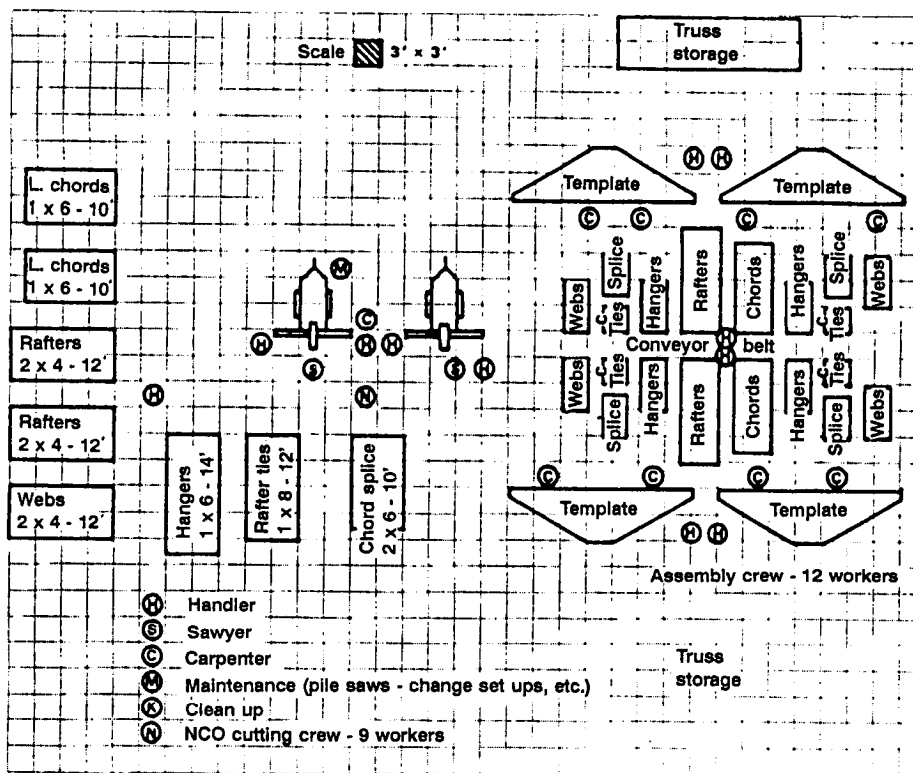 Scale 3' × 3'
Truss
storage
Template
Template
H H
L. chords
1 x 6 - 10'
C C C C
L. chords
1 x 6 - 10'
M
Webs
-C- Ties
Splice
Hangers
Rafters
Chords
Hangers
-C- Ties
Splice
Webs
Rafters
2 x 4 - 12'
H C H H
S S H
Conveyor H belt
H
Rafters
2 x 4 - 12'
H
N
Webs
-C- Ties
Splice
Hangers
Rafters
Chords
Hangers
-C- Ties
Splice
Webs
Webs
2 x 4 - 12'
Hangers
1 x 6 - 14'
Rafter ties
1 x 8 - 12'
Chord splice
2 x 6 - 10'
C C C C
Template
Template
H H
Assembly crew - 12 workers
H Handler
S Sawyer
C Carpenter
M Maintenance (pile saws - change set ups, etc.)
Clean up
N NCO cutting crew - 9 workers
Truss
storage